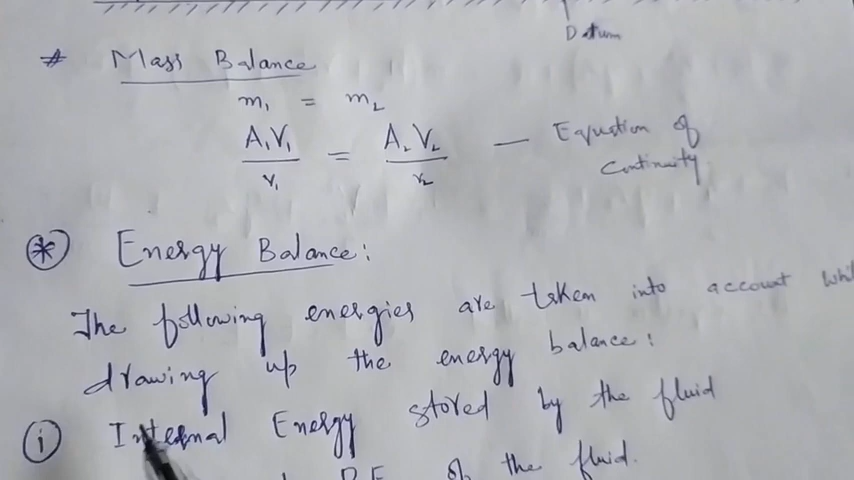 Datum
* Mass Balance
m₁ = m₂
A₁V₁ / v₁ = A₂V₂ / v₂ — Equation of
Continuity
* Energy Balance:
The following energies are taken into account
drawing up the energy balance:
i Internal Energy stored by the fluid
P.E of the fluid.